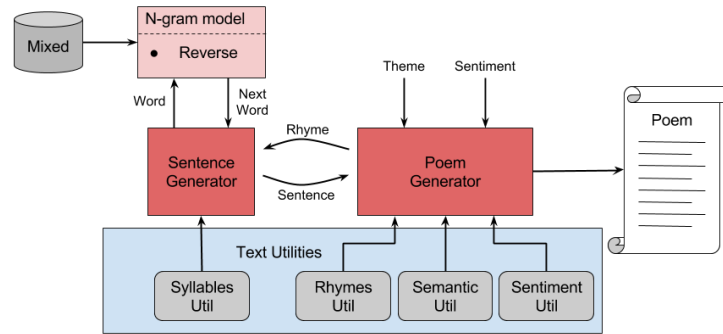 N-gram model
Mixed
● Reverse
Word
Next
Word
Theme
Sentiment
Rhyme
Sentence
Generator
Sentence
Poem
Generator
Poem
Text Utilities
Syllables
Util
Rhymes
Util
Semantic
Util
Sentiment
Util